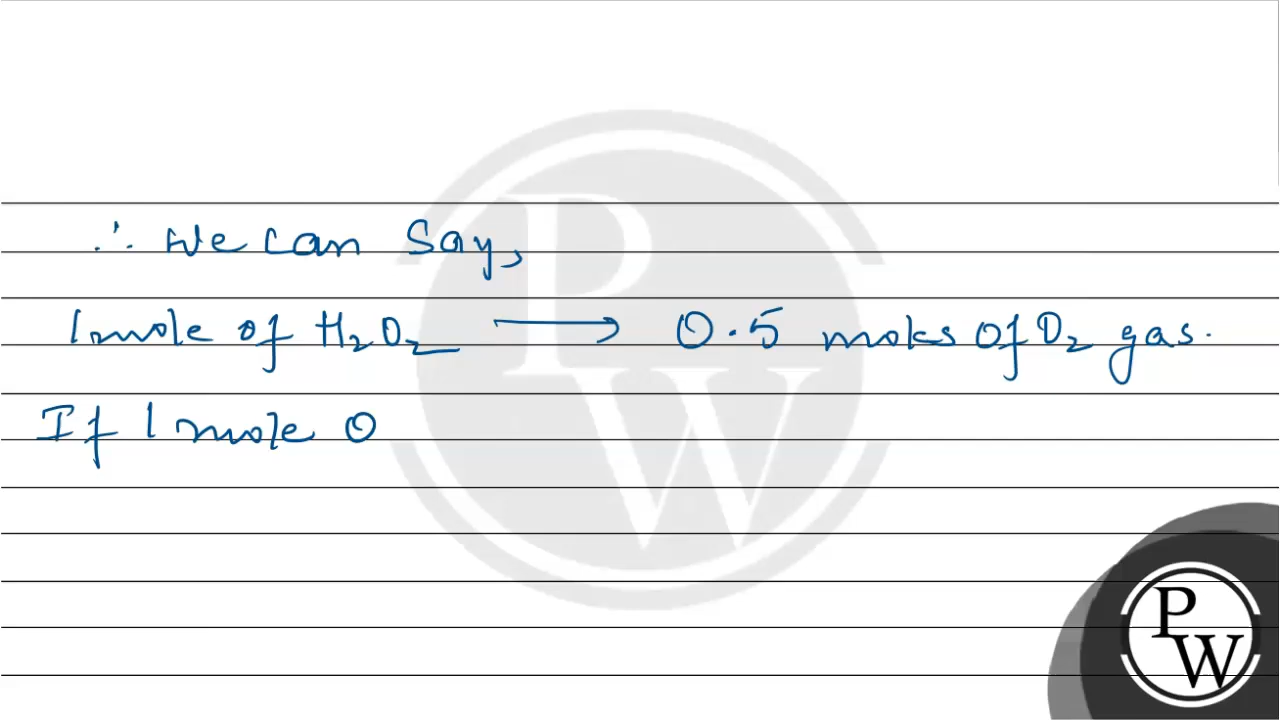 ∴ We can say,
1 mole of H₂O₂ ⟶ 0.5 moles of O₂ gas.
If 1 mole O
P
W
P
W